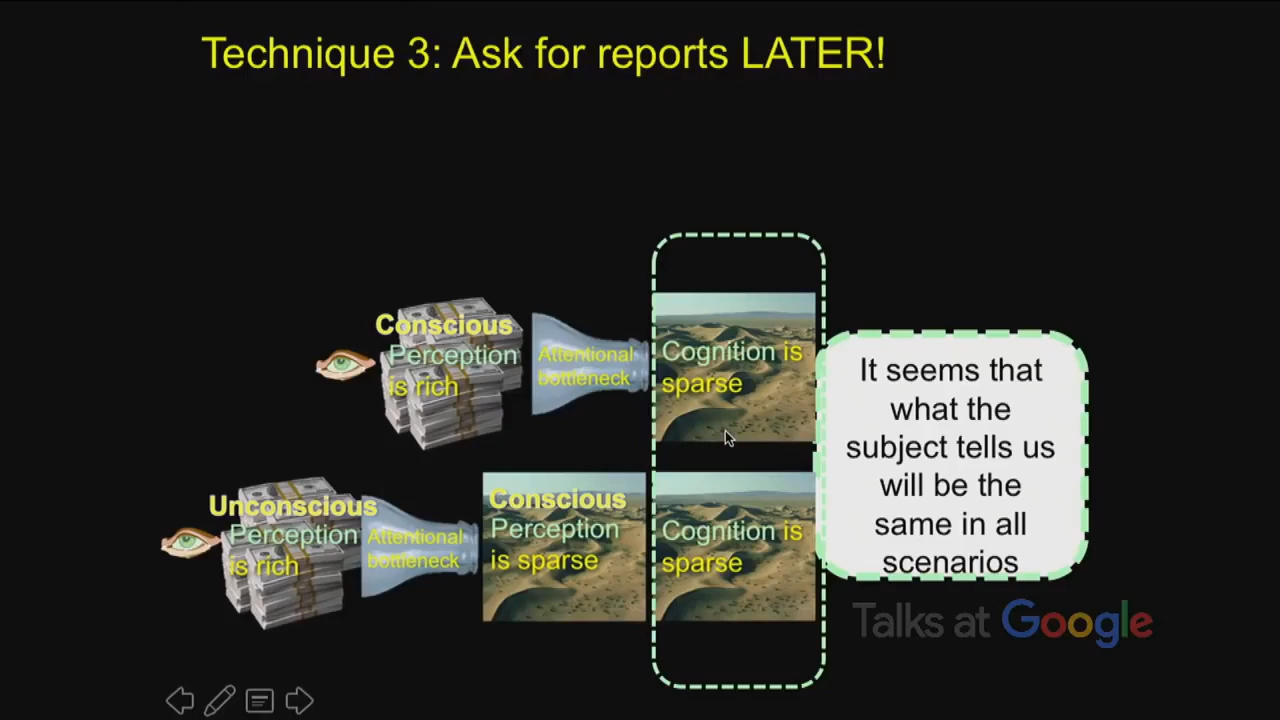 Technique 3: Ask for reports LATER!
Conscious
Perception
is rich
Attentional
bottleneck
Cognition is
sparse
It seems that
what the
subject tells us
will be the
same in all
scenarios
Unconscious
Perception
is rich
Attentional
bottleneck
Conscious
Perception
is sparse
Cognition is
sparse
Talks at Google